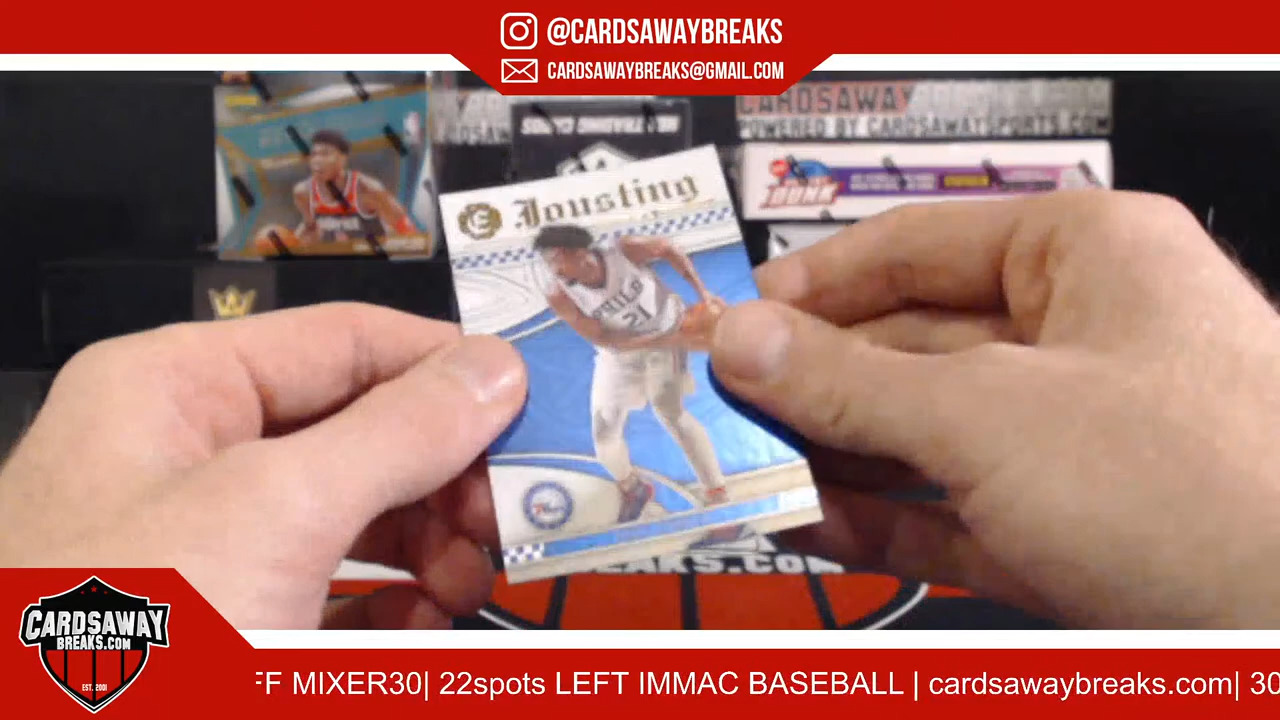 @CARDSAWAYBREAKS
CARDSAWAYBREAKS@GMAIL.COM
CARDSAWAY
POWERED BY CARDSAWAYSPORTS.COM
Jousting
PHILA
21
CARDSAWAY
BREAKS.COM
EST. 2001
FF MIXER30| 22spots LEFT IMMAC BASEBALL | cardsawaybreaks.com| 30